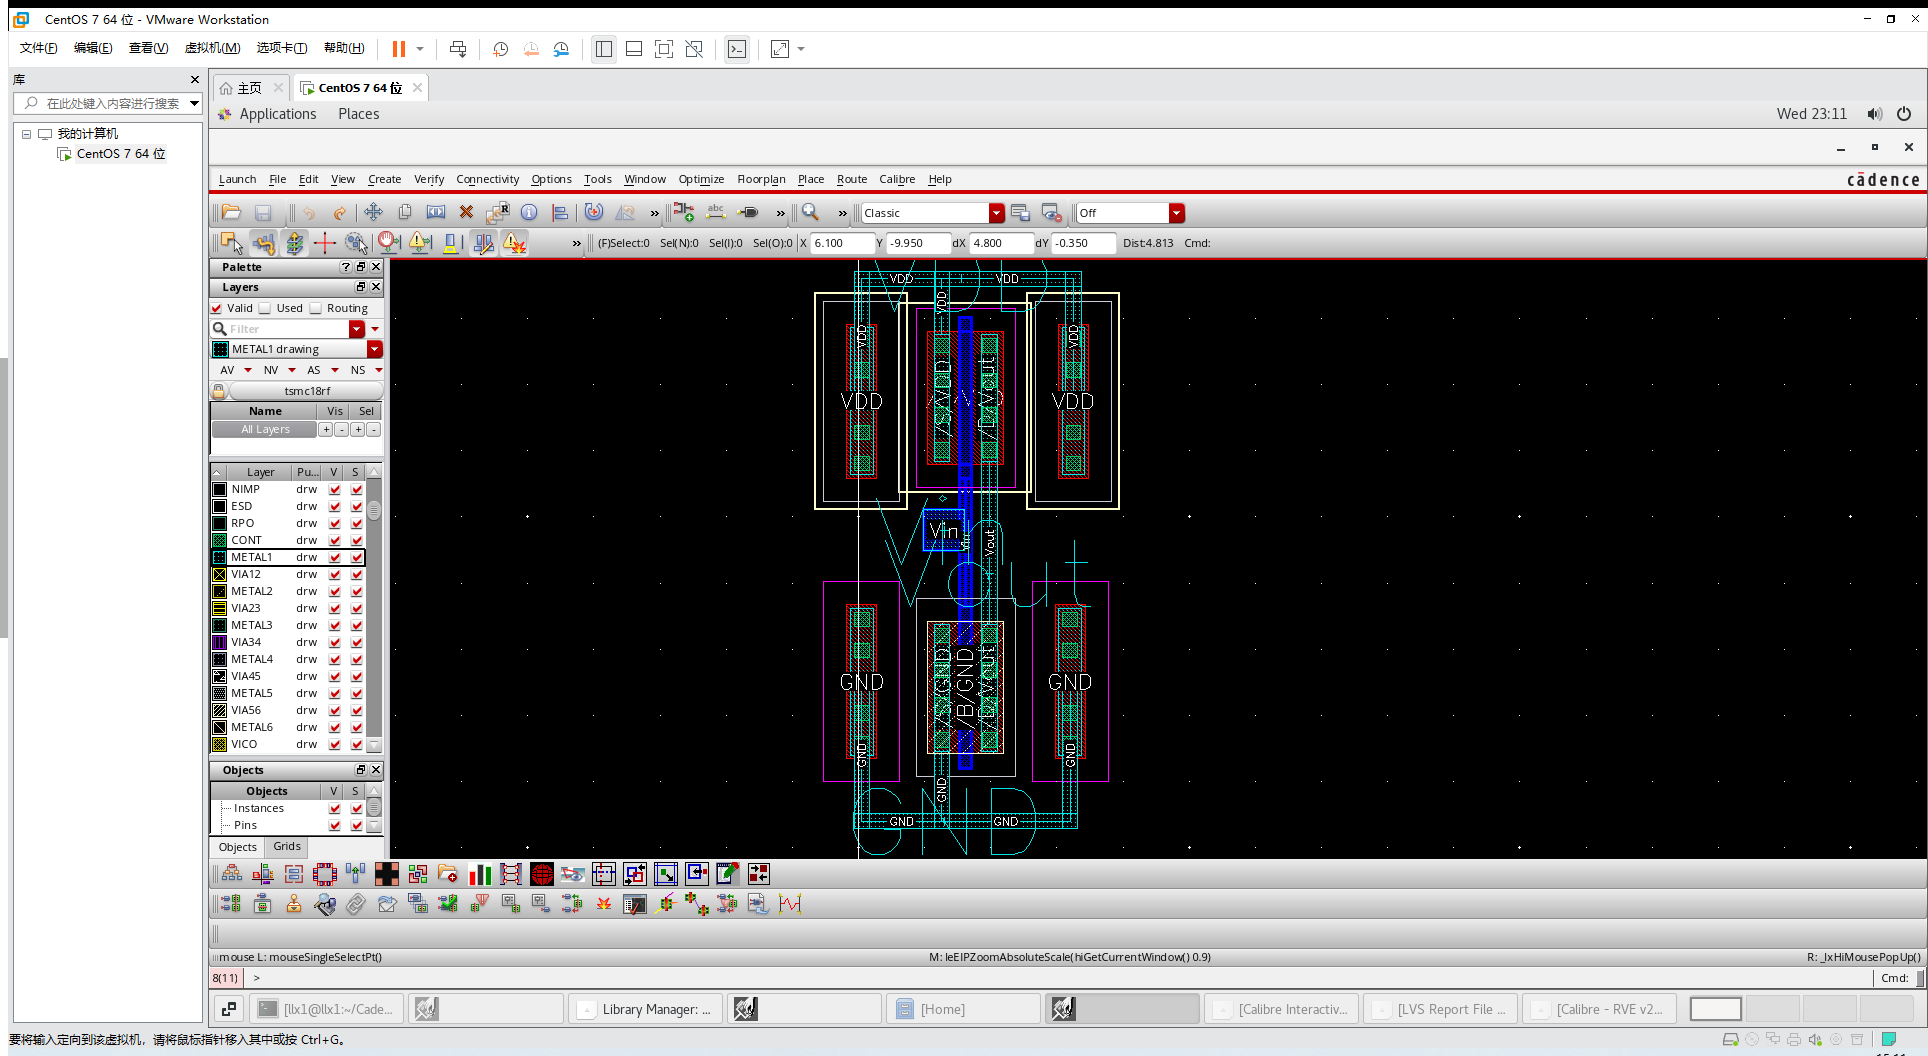 CentOS 7 64 位 - VMware Workstation
文件(F) 编辑(E) 查看(V) 虚拟机(M) 选项卡(T) 帮助(H)
库
在此处键入内容进行搜索
我的计算机
CentOS 7 64 位
主页
CentOS 7 64 位
Applications Places
Wed 23:11
Launch File Edit View Create Verify Connectivity Options Tools Window Optimize Floorplan Place Route Calibre Help
cādence
Classic
Off
(F)Select:0 Sel(N):0 Sel(I):0 Sel(O):0 X 6.100 Y -9.950 dX 4.800 dY -0.350 Dist:4.813 Cmd:
Palette
Layers
Valid Used Routing
Filter
METAL1 drawing
AV NV AS NS
tsmc18rf
Name Vis Sel
All Layers + - + -
Layer Pu... V S
NIMP drw
ESD drw
RPO drw
CONT drw
METAL1 drw
VIA12 drw
METAL2 drw
VIA23 drw
METAL3 drw
VIA34 drw
METAL4 drw
VIA45 drw
METAL5 drw
VIA56 drw
METAL6 drw
VICO drw
Objects
Objects V S
Instances
Pins
Objects Grids
VDD VDD
VDD
VDD
VDD
VDD
/S/VDD
/D/Vout
VDD
Vin
Vout
Vout
GND
/S/GND
/B/GND
/D/Vout
GND
GND
GND
GND
GND GND
GND
mouse L: mouseSingleSelectPt()
M: leEIPZoomAbsoluteScale(hiGetCurrentWindow() 0.9)
R: _lxHiMousePopUp()
8(11) >
Cmd:
[llx1@llx1:~/Cade...
Library Manager: ...
[Home]
[Calibre Interactiv...
[LVS Report File ...
[Calibre - RVE v2...
要将输入定向到该虚拟机，请将鼠标指针移入其中或按 Ctrl+G。